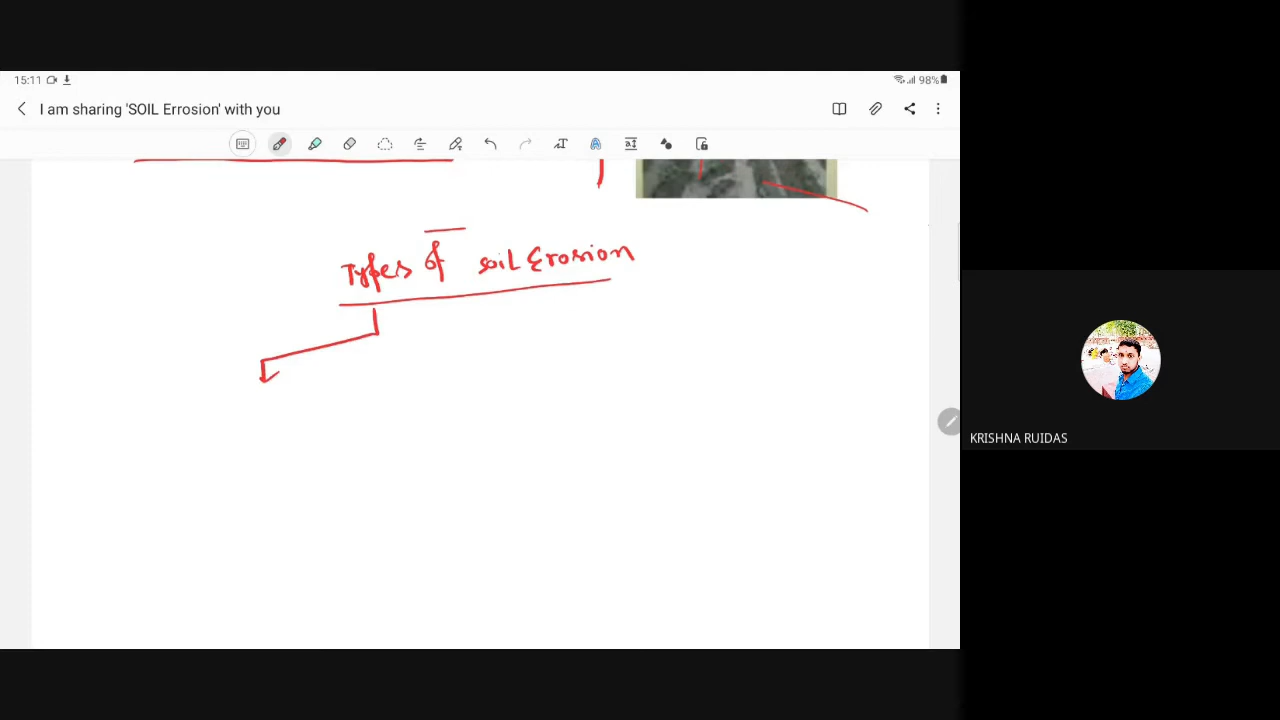 15:11
98%
I am sharing 'SOIL Errosion' with you
Types of soil Erosion
KRISHNA RUIDAS